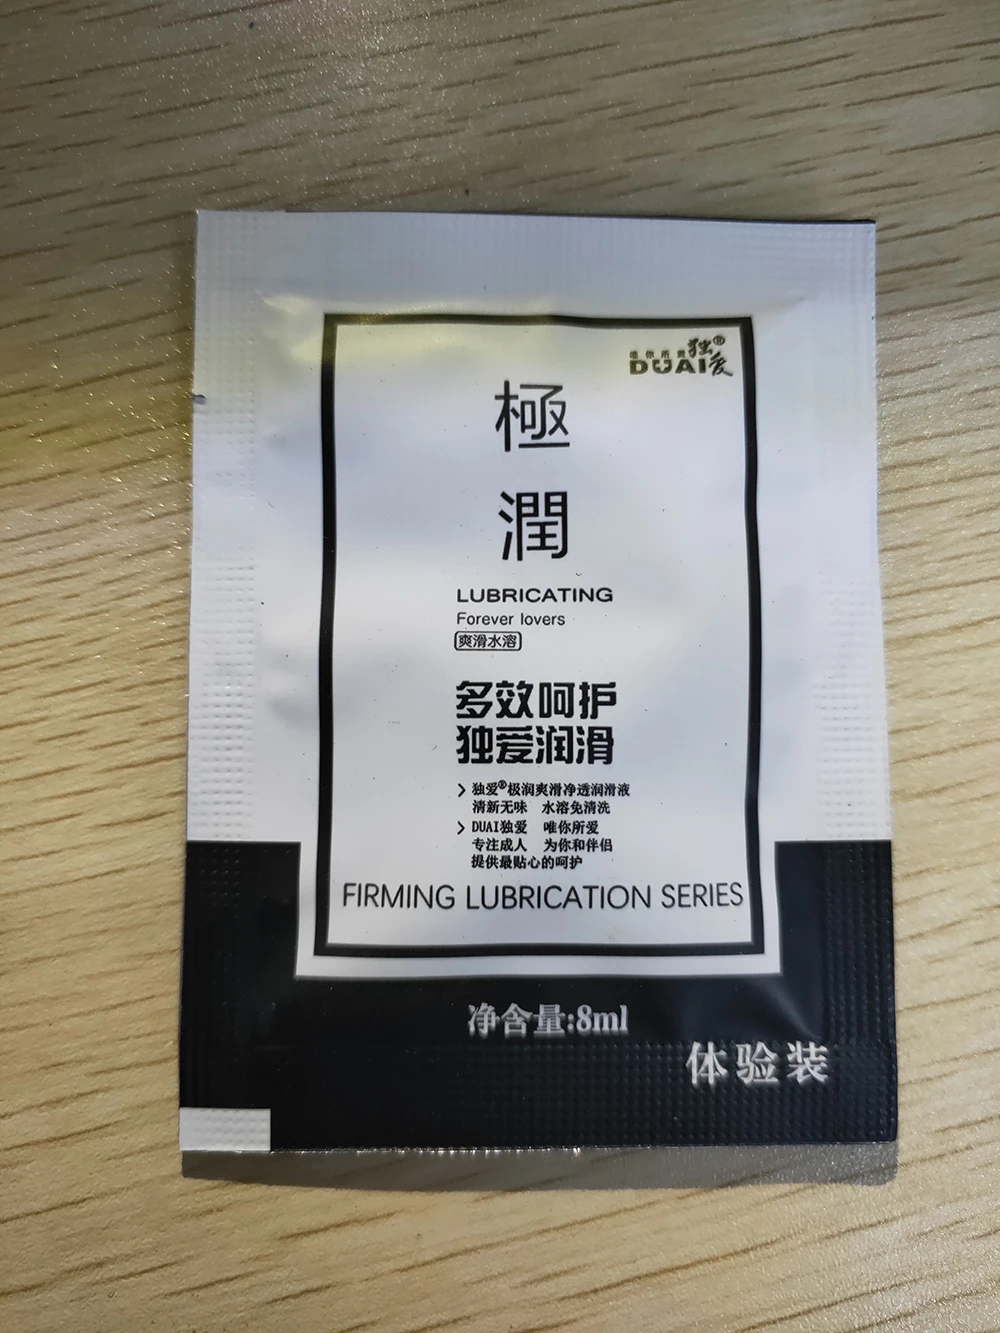 唯你所爱
DUAI独爱®
極
潤
LUBRICATING
Forever lovers
爽滑水溶
多效呵护
独爱润滑
独爱®极润爽滑净透润滑液
清新无味 水溶免清洗
DUAI独爱 唯你所爱
专注成人 为你和伴侣
提供最贴心的呵护
FIRMING LUBRICATION SERIES
净含量:8ml
体验装